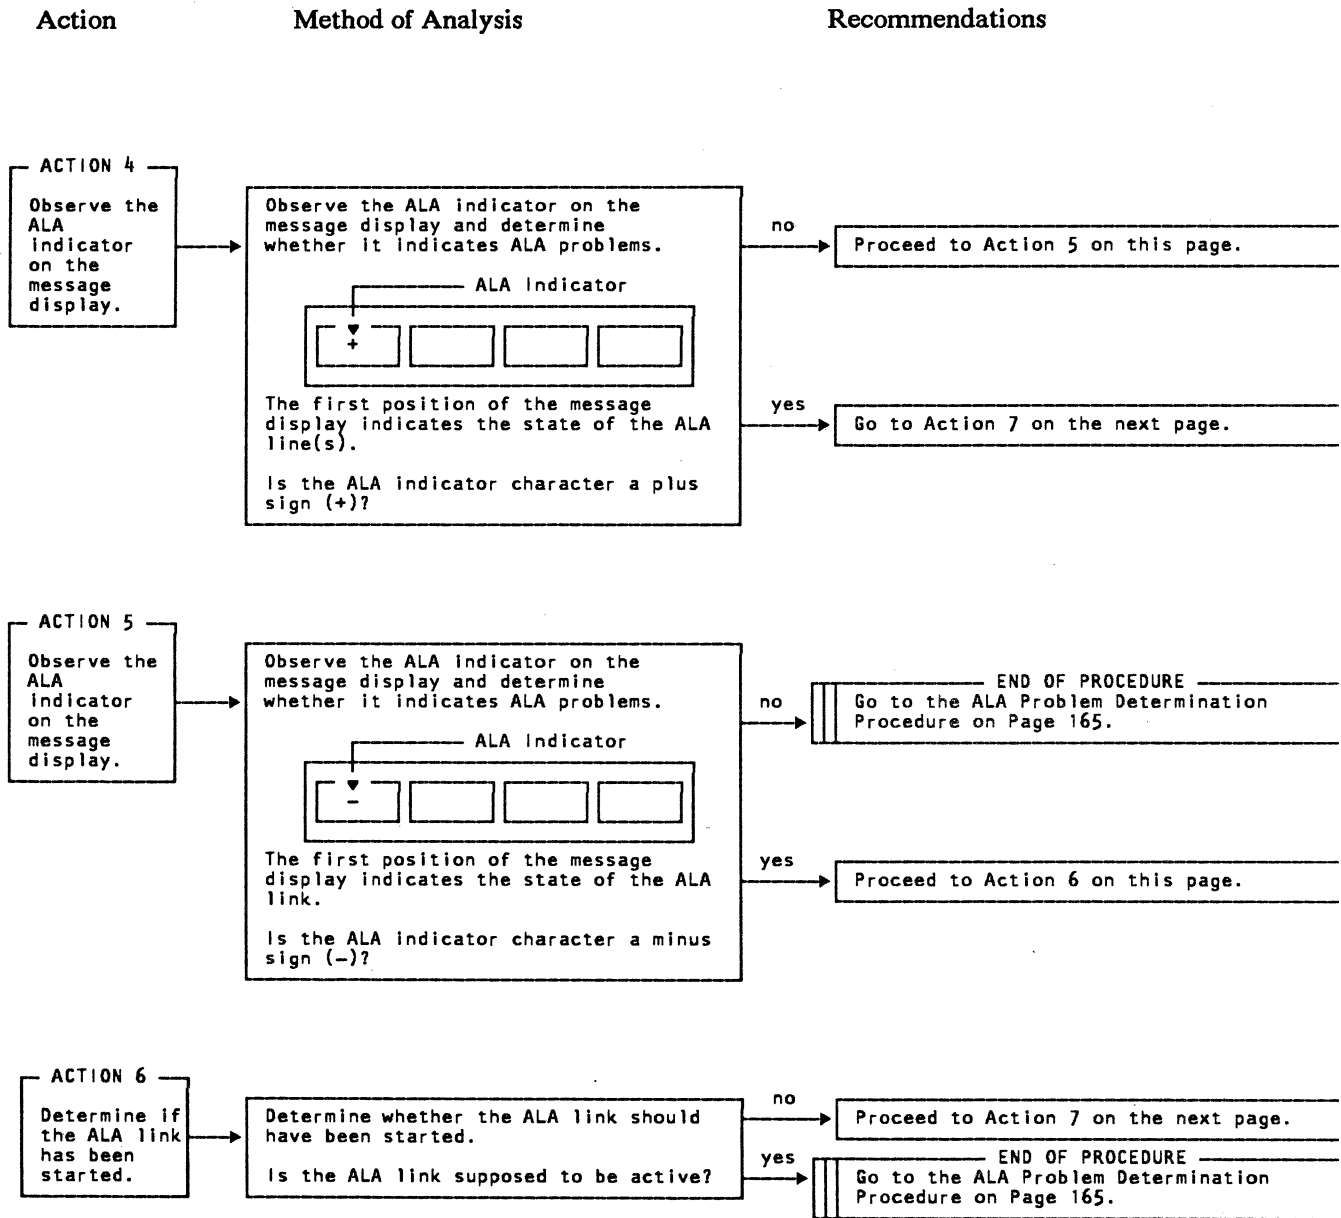 Action Method of Analysis Recommendations
ACTION 4
Observe the
ALA
indicator
on the
message
display.
Observe the ALA indicator on the
message display and determine
whether it indicates ALA problems.
ALA Indicator
+
The first position of the message
display indicates the state of the ALA
line(s).
Is the ALA indicator character a plus
sign (+)?
no
Proceed to Action 5 on this page.
yes
Go to Action 7 on the next page.
ACTION 5
Observe the
ALA
indicator
on the
message
display.
Observe the ALA indicator on the
message display and determine
whether it indicates ALA problems.
ALA Indicator
–
The first position of the message
display indicates the state of the ALA
link.
Is the ALA indicator character a minus
sign (–)?
no
END OF PROCEDURE
Go to the ALA Problem Determination
Procedure on Page 165.
yes
Proceed to Action 6 on this page.
ACTION 6
Determine if
the ALA link
has been
started.
Determine whether the ALA link should
have been started.
Is the ALA link supposed to be active?
no
Proceed to Action 7 on the next page.
yes
END OF PROCEDURE
Go to the ALA Problem Determination
Procedure on Page 165.